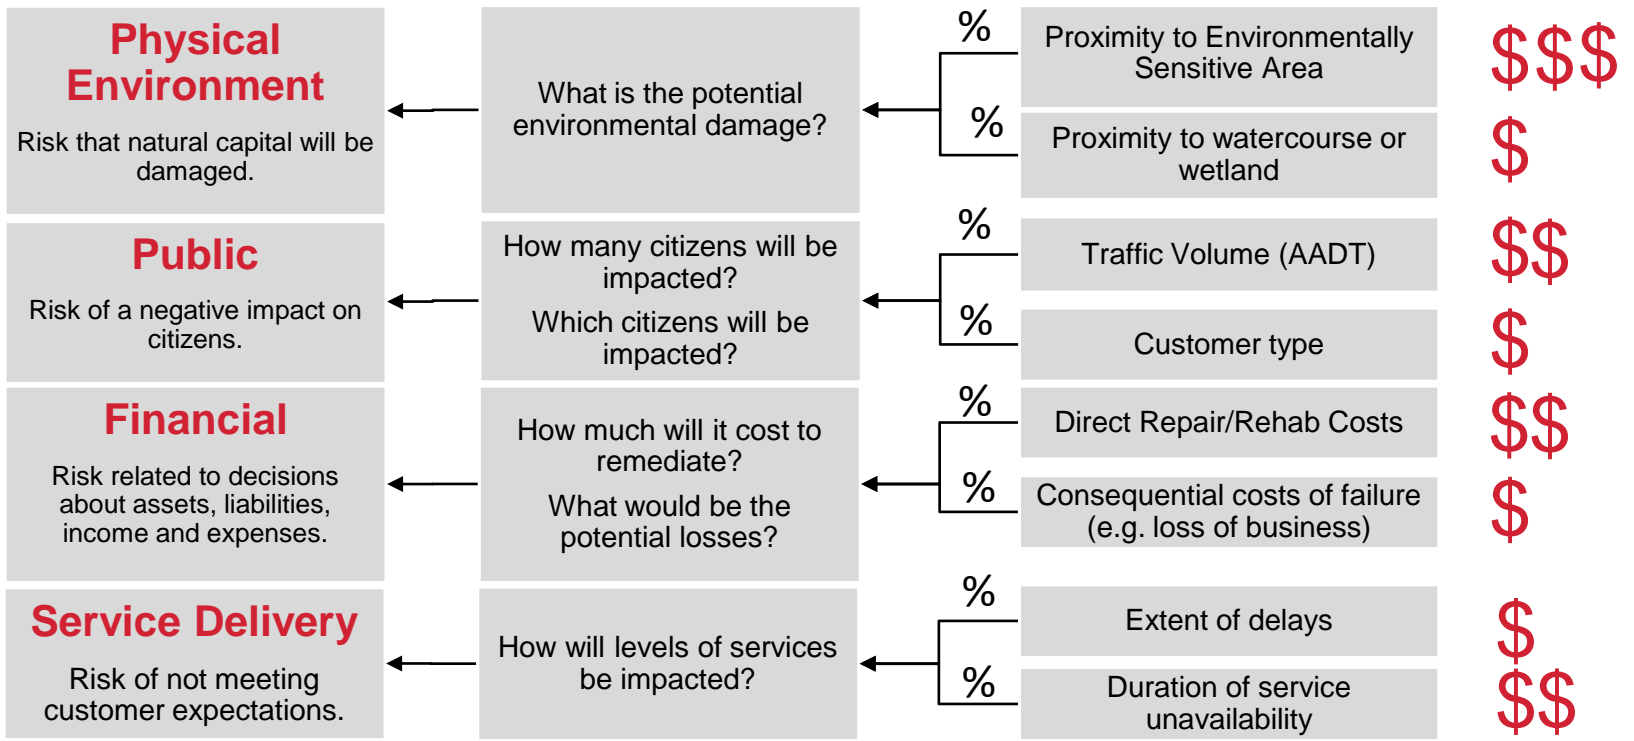 Physical
Environment
Risk that natural capital will be
damaged.
What is the potential
environmental damage?
%
Proximity to Environmentally
Sensitive Area
$$$
%
Proximity to watercourse or
wetland
$
Public
Risk of a negative impact on
citizens.
How many citizens will be
impacted?
Which citizens will be
impacted?
%
Traffic Volume (AADT)
$$
%
Customer type
$
Financial
Risk related to decisions
about assets, liabilities,
income and expenses.
How much will it cost to
remediate?
What would be the
potential losses?
%
Direct Repair/Rehab Costs
$$
%
Consequential costs of failure
(e.g. loss of business)
$
Service Delivery
Risk of not meeting
customer expectations.
How will levels of services
be impacted?
%
Extent of delays
$
%
Duration of service
unavailability
$$